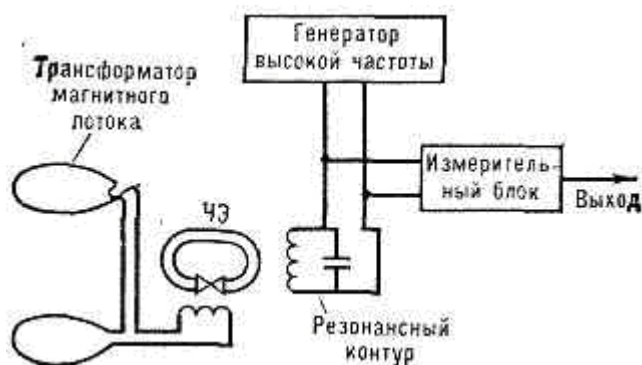 Генератор
высокой частоты
Трансформатор
магнитного
потока
Измеритель-
ный блок
Выход
ЧЭ
Резонансный
контур